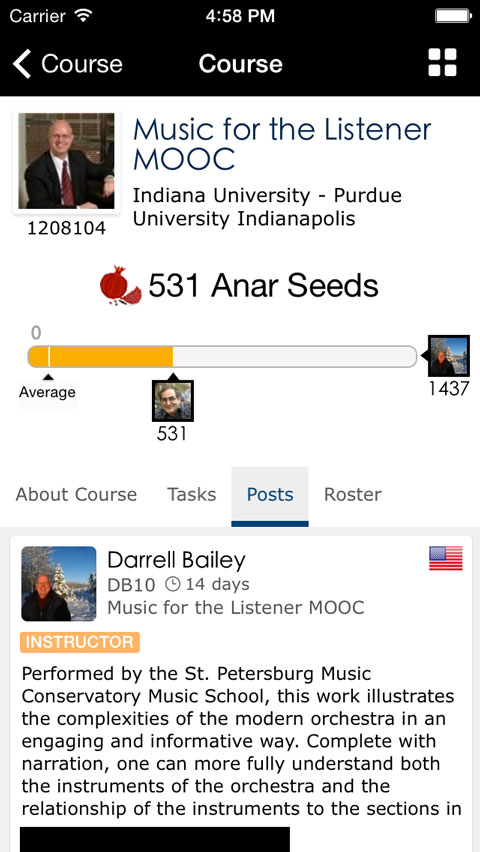 Carrier 4:58 PM
Course Course
Music for the Listener
MOOC
Indiana University - Purdue
University Indianapolis
1208104
531 Anar Seeds
0
Average
531
1437
About Course Tasks Posts Roster
Darrell Bailey
DB10 14 days
Music for the Listener MOOC
INSTRUCTOR
Performed by the St. Petersburg Music
Conservatory Music School, this work illustrates
the complexities of the modern orchestra in an
engaging and informative way. Complete with
narration, one can more fully understand both
the instruments of the orchestra and the
relationship of the instruments to the sections in